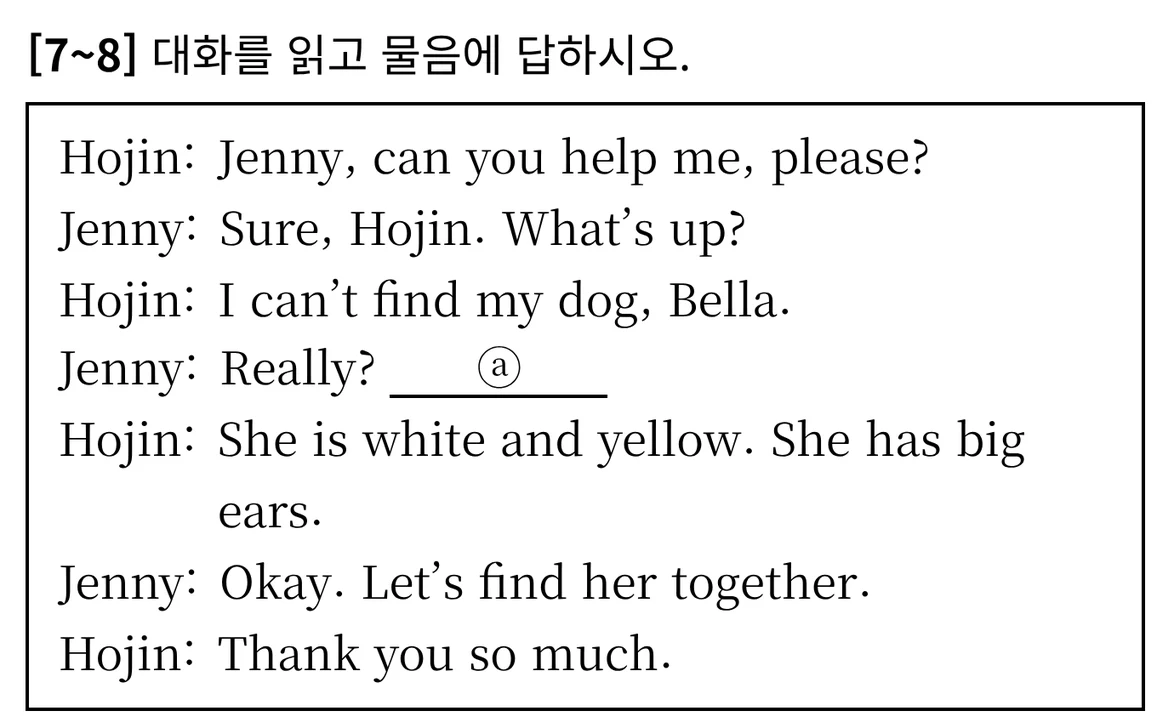 [7~8] 대화를 읽고 물음에 답하시오.
Hojin: Jenny, can you help me, please?
Jenny: Sure, Hojin. What's up?
Hojin: I can't find my dog, Bella.
Jenny: Really? ⓐ
Hojin: She is white and yellow. She has big
ears.
Jenny: Okay. Let's find her together.
Hojin: Thank you so much.